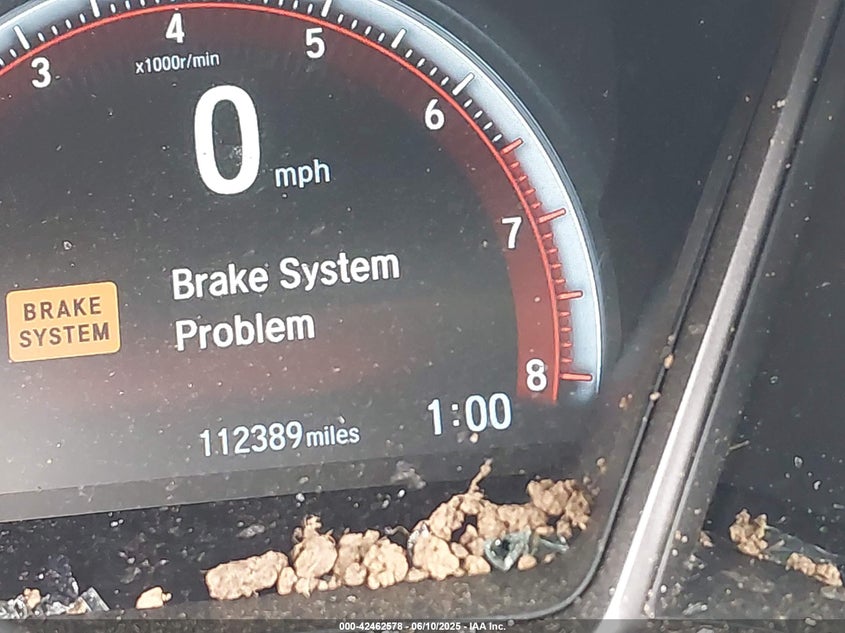 4
5
3
x1000r/min
6
0 mph
7
Brake System
Problem
BRAKE
SYSTEM
8
112389 miles
1:00
000-42462578 - 06/10/2025 - IAA Inc.